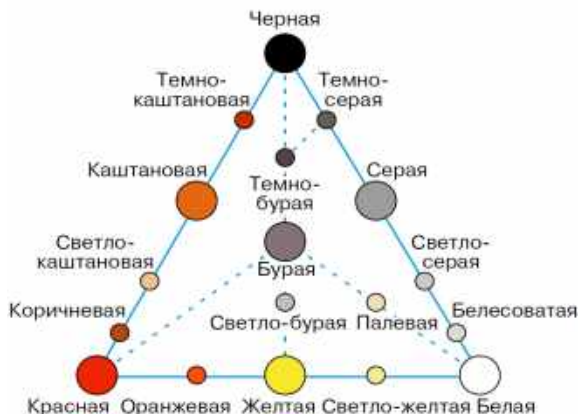 Черная
Темно-
каштановая
Темно-
серая
Каштановая
Серая
Темно-
бурая
Светло-
каштановая
Бурая
Светло-
серая
Коричневая
Светло-бурая
Палевая
Белесоватая
Красная
Оранжевая
Желтая
Светло-желтая
Белая